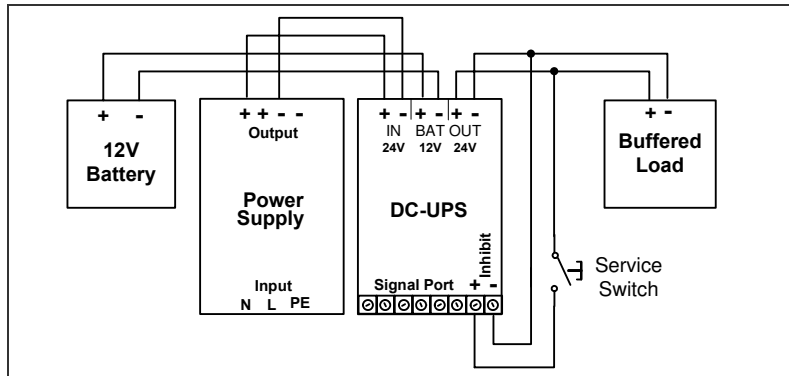 + -
12V
Battery
+ + - -
Output
Power
Supply
Input
N L PE
+ - + - + -
IN BAT OUT
24V 12V 24V
DC-UPS
Inhibit
Signal Port + -
+ -
Buffered
Load
Service
Switch